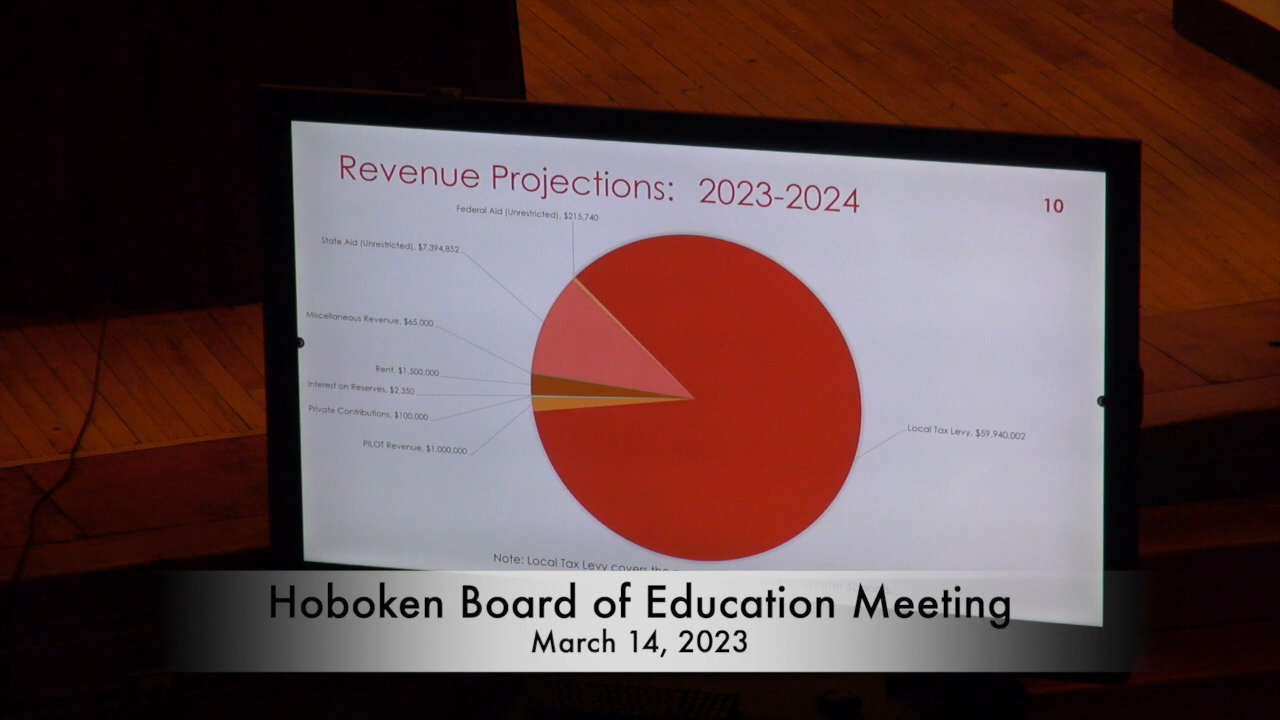 Revenue Projections: 2023-2024
10
Federal Aid (Unrestricted), $215,740
State Aid (Unrestricted), $7,394,852
Miscellaneous Revenue, $65,000
Rent, $1,500,000
Interest on Reserves, $2,350
Private Contributions, $100,000
PILOT Revenue, $1,000,000
Local Tax Levy, $59,940,002
Note: Local Tax Levy covers the
Hoboken Board of Education Meeting
March 14, 2023